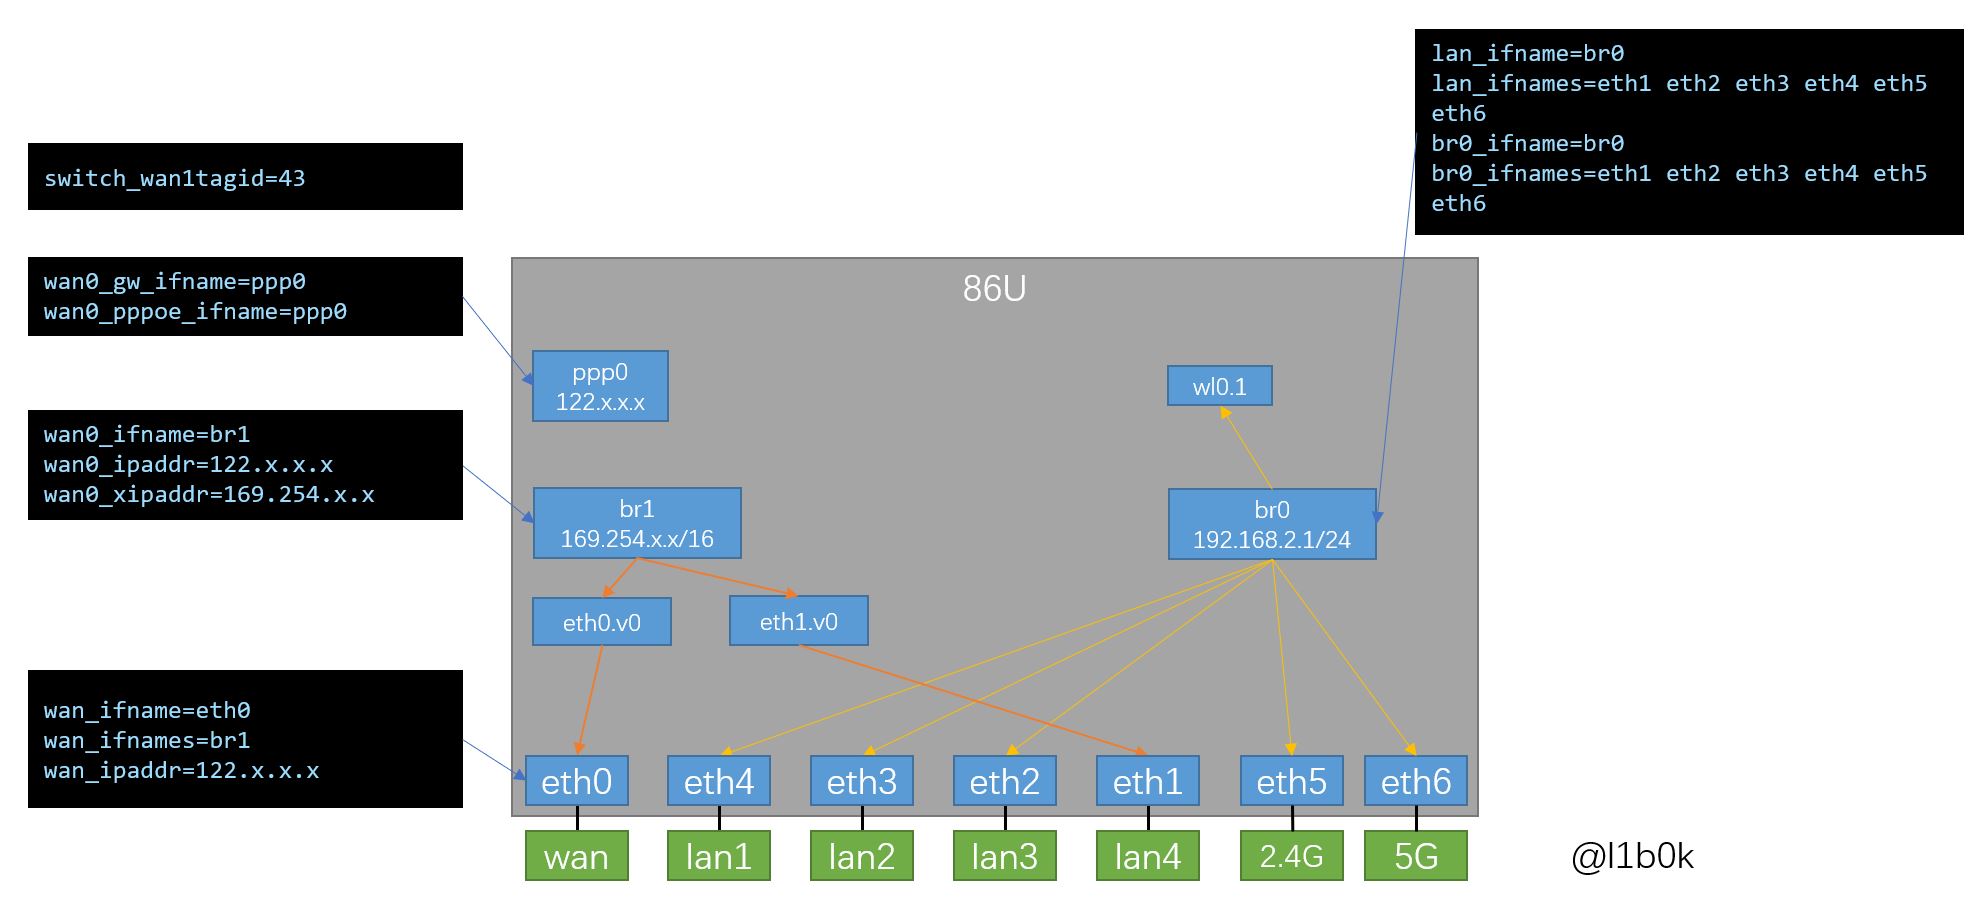 lan_ifname=br0
lan_ifnames=eth1 eth2 eth3 eth4 eth5
eth6
br0_ifname=br0
br0_ifnames=eth1 eth2 eth3 eth4 eth5
eth6
switch_wan1tagid=43
wan0_gw_ifname=ppp0
wan0_pppoe_ifname=ppp0
86U
ppp0
122.x.x.x
wl0.1
wan0_ifname=br1
wan0_ipaddr=122.x.x.x
wan0_xipaddr=169.254.x.x
br1
169.254.x.x/16
br0
192.168.2.1/24
eth0.v0
eth1.v0
wan_ifname=eth0
wan_ifnames=br1
wan_ipaddr=122.x.x.x
eth0
eth4
eth3
eth2
eth1
eth5
eth6
wan
lan1
lan2
lan3
lan4
2.4G
5G
@l1b0k